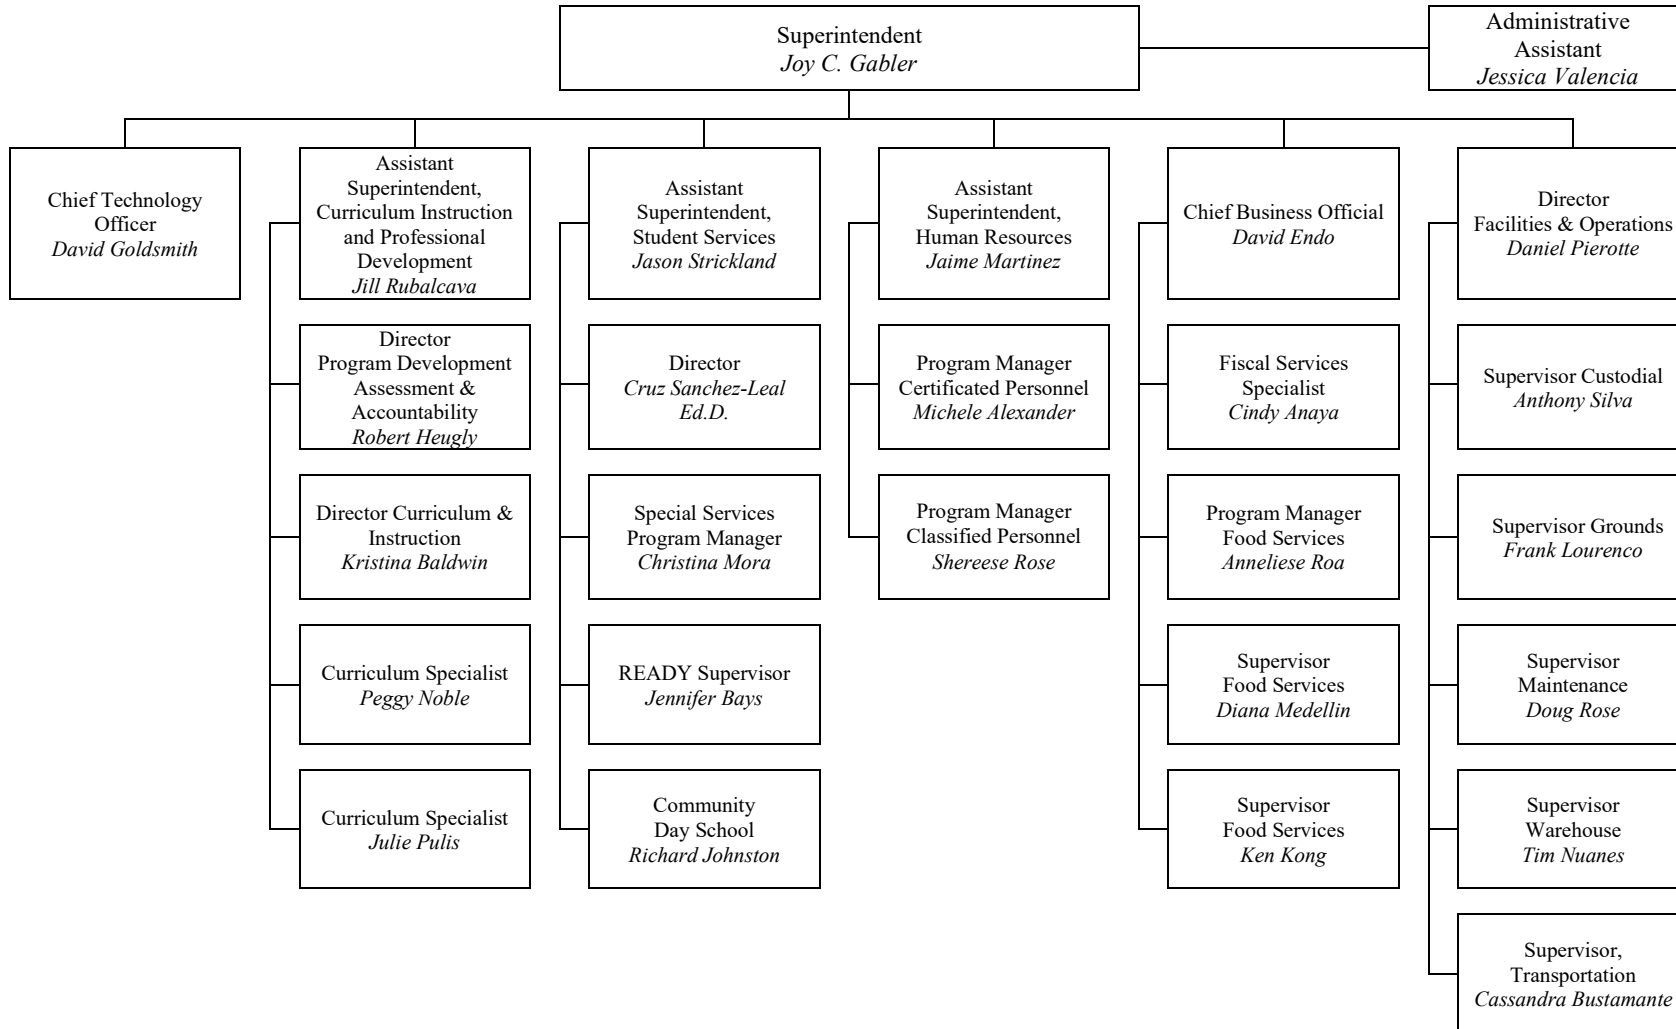 Superintendent
Joy C. Gabler
Administrative
Assistant
Jessica Valencia
Chief Technology
Officer
David Goldsmith
Assistant
Superintendent,
Curriculum Instruction
and Professional
Development
Jill Rubalcava
Assistant
Superintendent,
Student Services
Jason Strickland
Assistant
Superintendent,
Human Resources
Jaime Martinez
Chief Business Official
David Endo
Director
Facilities & Operations
Daniel Pierotte
Director
Program Development
Assessment &
Accountability
Robert Heugly
Director
Cruz Sanchez-Leal
Ed.D.
Program Manager
Certificated Personnel
Michele Alexander
Fiscal Services
Specialist
Cindy Anaya
Supervisor Custodial
Anthony Silva
Director Curriculum &
Instruction
Kristina Baldwin
Special Services
Program Manager
Christina Mora
Program Manager
Classified Personnel
Shereese Rose
Program Manager
Food Services
Anneliese Roa
Supervisor Grounds
Frank Lourenco
Curriculum Specialist
Peggy Noble
READY Supervisor
Jennifer Bays
Supervisor
Food Services
Diana Medellin
Supervisor
Maintenance
Doug Rose
Curriculum Specialist
Julie Pulis
Community
Day School
Richard Johnston
Supervisor
Food Services
Ken Kong
Supervisor
Warehouse
Tim Nuanes
Supervisor,
Transportation
Cassandra Bustamante